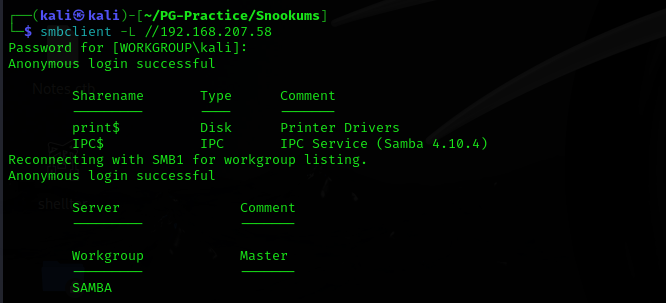 ┌──(kali㉿kali)-[~/PG-Practice/Snookums]
└─$ smbclient -L //192.168.207.58
Password for [WORKGROUP\kali]:
Anonymous login successful
Sharename Type Comment
--------- ---- -------
print$ Disk Printer Drivers
IPC$ IPC IPC Service (Samba 4.10.4)
Reconnecting with SMB1 for workgroup listing.
Anonymous login successful
Server Comment
--------- -------
Workgroup Master
--------- -------
SAMBA